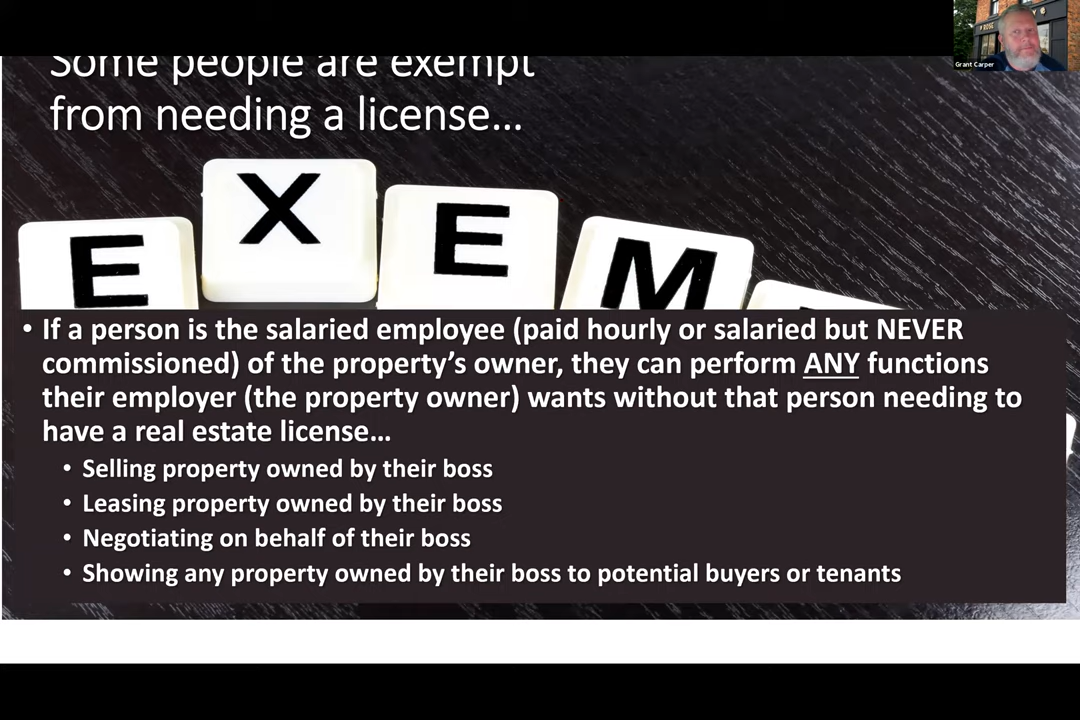 Grant Carper
Some people are exempt
from needing a license…
E X E M
• If a person is the salaried employee (paid hourly or salaried but NEVER
commissioned) of the property’s owner, they can perform ANY functions
their employer (the property owner) wants without that person needing to
have a real estate license…
• Selling property owned by their boss
• Leasing property owned by their boss
• Negotiating on behalf of their boss
• Showing any property owned by their boss to potential buyers or tenants